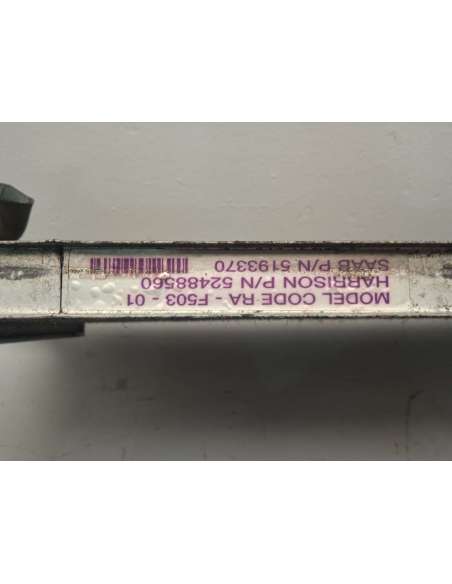 MODEL CODE RA - F503 - 01
HARRISON P/N 52488560
SAAB P/N 5193370